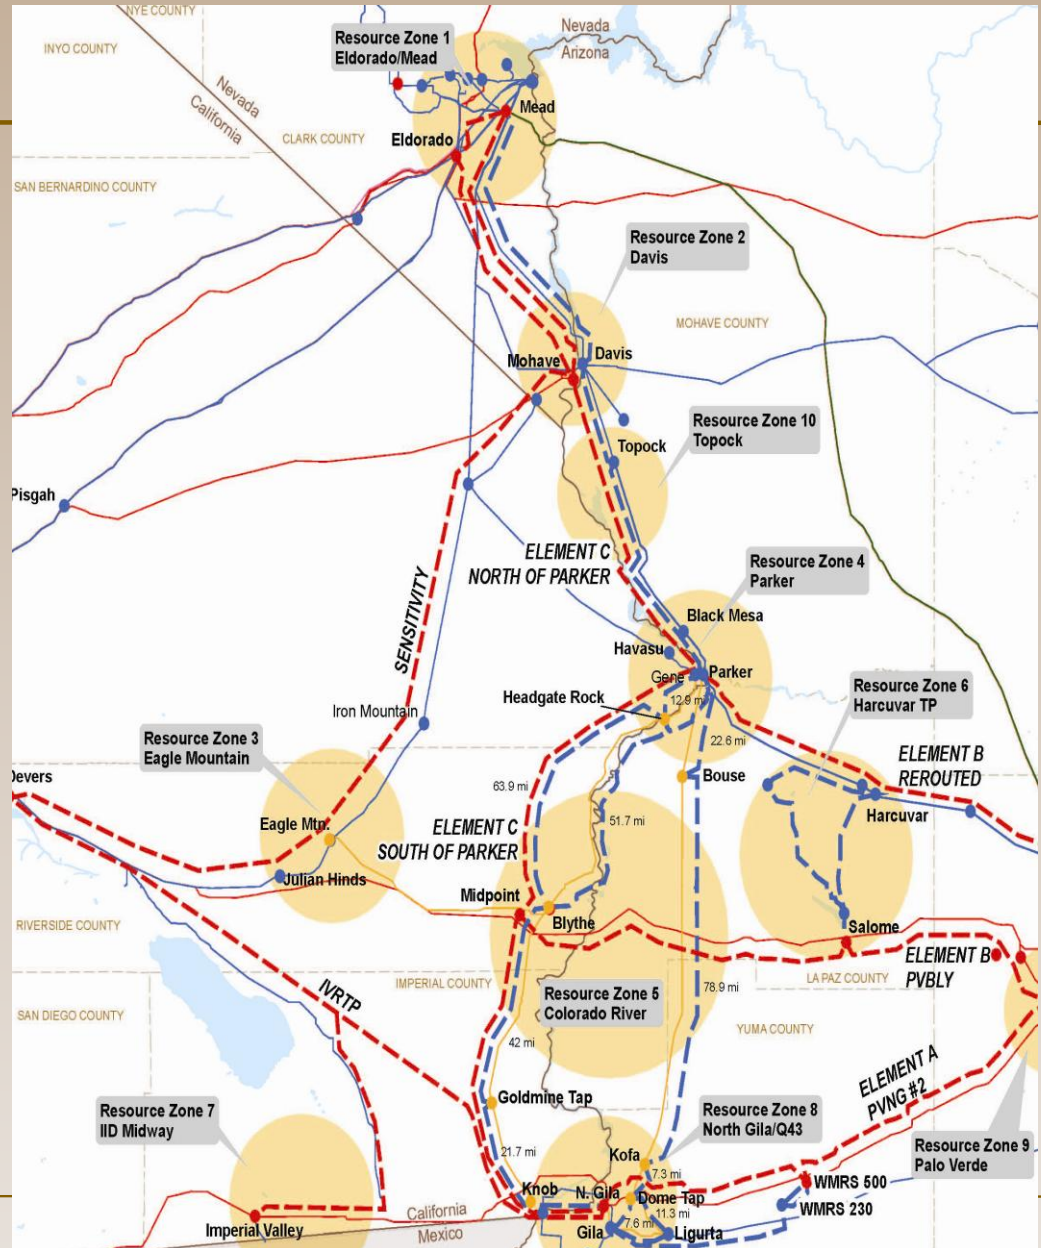 NYE COUNTY
INYO COUNTY
Resource Zone 1
Eldorado/Mead
Nevada
Arizona
Nevada
California
Mead
CLARK COUNTY
Eldorado
SAN BERNARDINO COUNTY
Resource Zone 2
Davis
MOHAVE COUNTY
Mohave
Davis
Resource Zone 10
Topock
Topock
Pisgah
ELEMENT C
NORTH OF PARKER
Resource Zone 4
Parker
SENSITIVITY
Black Mesa
Havasu
Gene
Parker
Resource Zone 6
Harcuvar TP
Headgate Rock
12.9 mi
Iron Mountain
22.6 mi
Resource Zone 3
Eagle Mountain
ELEMENT B
REROUTED
Devers
Bouse
63.9 mi
Harcuvar
51.7 mi
Eagle Mtn.
ELEMENT C
SOUTH OF PARKER
Julian Hinds
Midpoint
Blythe
RIVERSIDE COUNTY
Salome
ELEMENT B
PVBLY
IVRTP
IMPERIAL COUNTY
LA PAZ COUNTY
Resource Zone 5
Colorado River
78.9 mi
SAN DIEGO COUNTY
YUMA COUNTY
42 mi
ELEMENT A
PVNG #2
Goldmine Tap
Resource Zone 7
IID Midway
Resource Zone 8
North Gila/Q43
Resource Zone 9
Palo Verde
21.7 mi
Kofa
7.3 mi
WMRS 500
Knob
N. Gila
Dome Tap
WMRS 230
California
Mexico
11.3 mi
Imperial Valley
7.6 mi
Gila
Ligurta